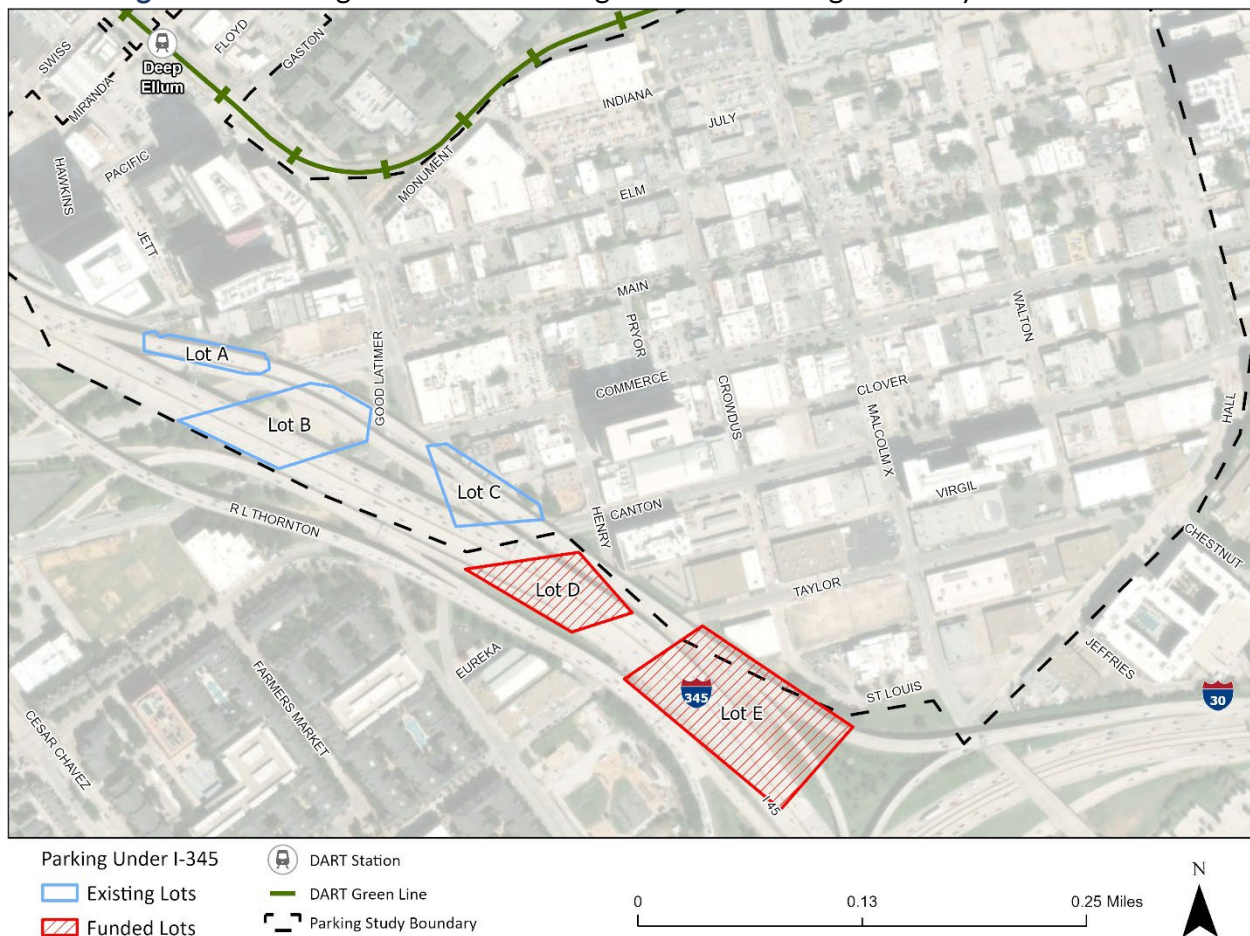 SWISS
MIRANDA
FLOYD
GASTON
Deep
Ellum
HAWKINS
PACIFIC
JETT
MONUMENT
INDIANA
JULY
ELM
MAIN
PRYOR
WALTON
GOOD LATIMER
COMMERCE
CROWDUS
CLOVER
MALCOLM X
HALL
Lot A
Lot B
Lot C
R L THORNTON
HENRY
CANTON
VIRGIL
CHESTNUT
Lot D
TAYLOR
EUREKA
JEFFRIES
FARMERS MARKET
CESAR CHAVEZ
345
Lot E
ST LOUIS
30
I 45
Parking Under I-345
Existing Lots
Funded Lots
DART Station
DART Green Line
Parking Study Boundary
0
0.13
0.25 Miles
N